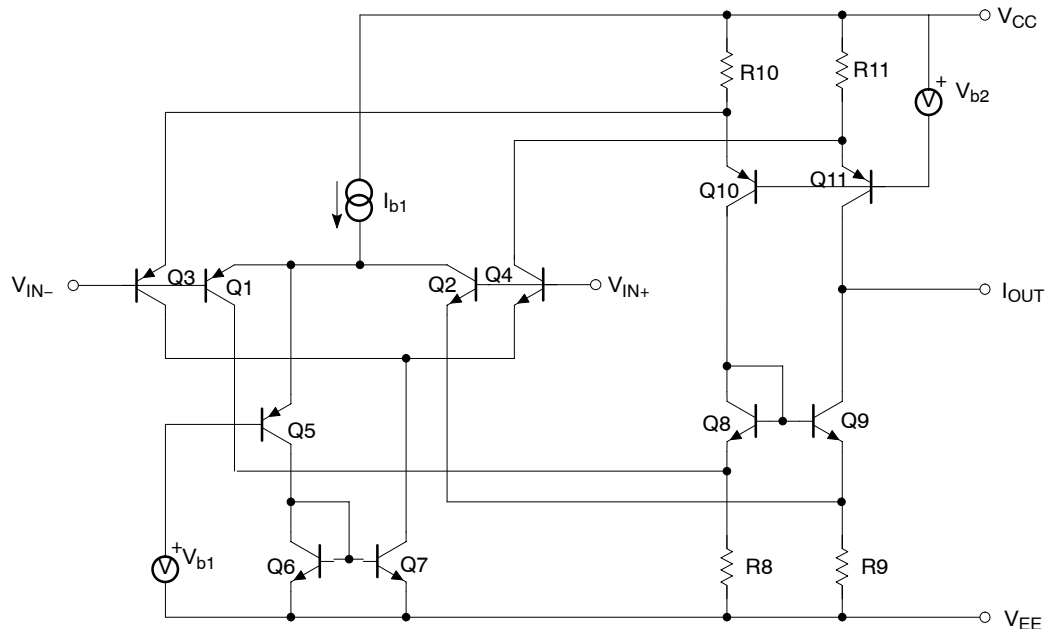 VCC
R10
R11
+
V
Vb2
Q10
Q11
Ib1
VIN−
Q3
Q1
Q2
Q4
VIN+
IOUT
Q5
Q8
Q9
+
V
Vb1
Q6
Q7
R8
R9
VEE